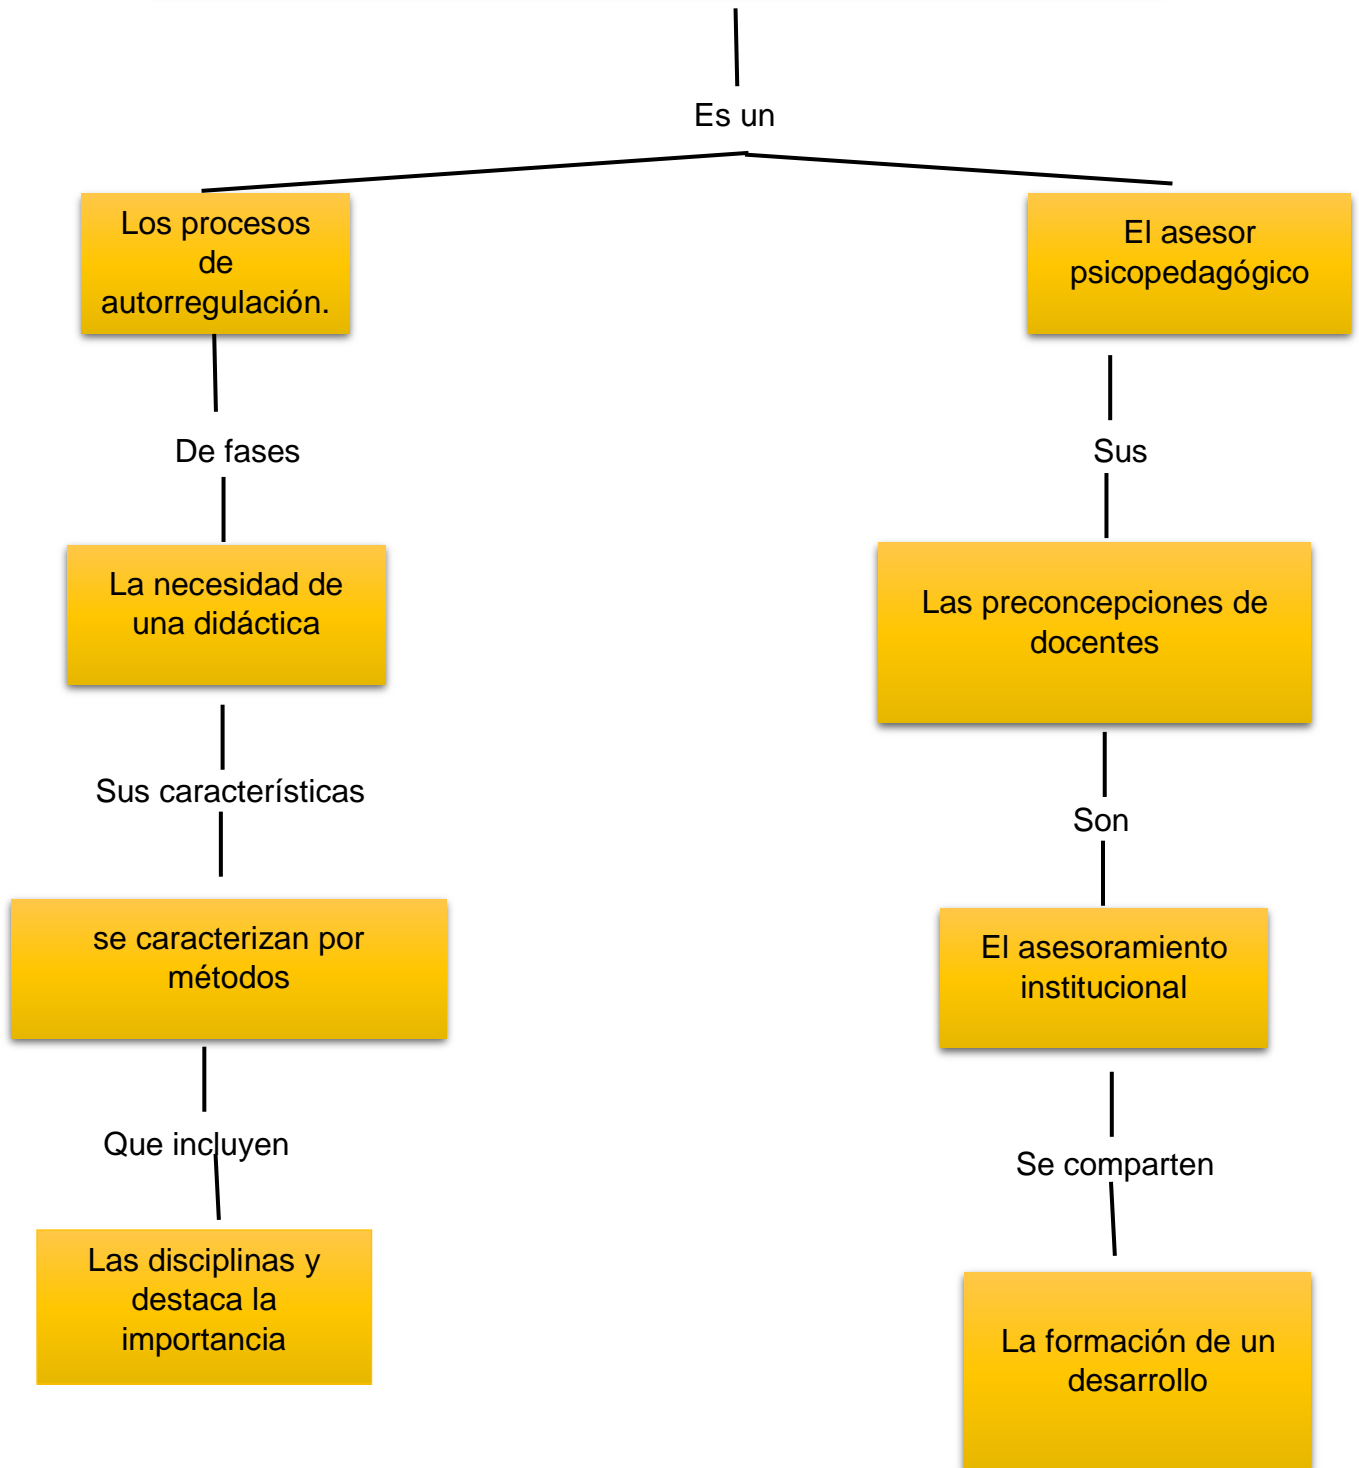 Es un
Los procesos
de
autorregulación.
De fases
La necesidad de
una didáctica
Sus características
se caracterizan por
métodos
Que incluyen
Las disciplinas y
destaca la
importancia
El asesor
psicopedagógico
Sus
Las preconcepciones de
docentes
Son
El asesoramiento
institucional
Se comparten
La formación de un
desarrollo